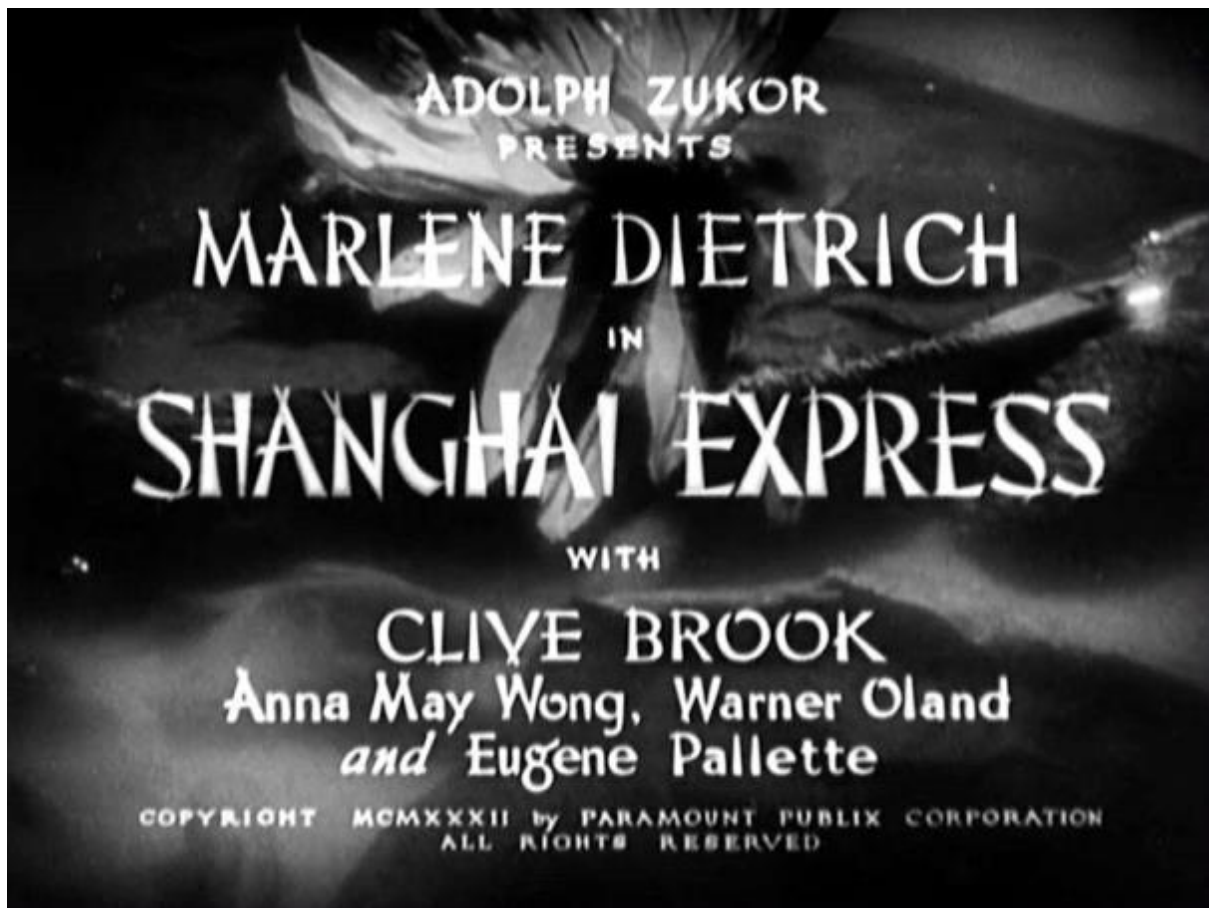 ADOLPH ZUKOR
PRESENTS
MARLENE DIETRICH
IN
SHANGHAI EXPRESS
WITH
CLIVE BROOK
Anna May Wong, Warner Oland
and Eugene Pallette
COPYRIGHT MCMXXXII by PARAMOUNT PUBLIX CORPORATION
ALL RIGHTS RESERVED